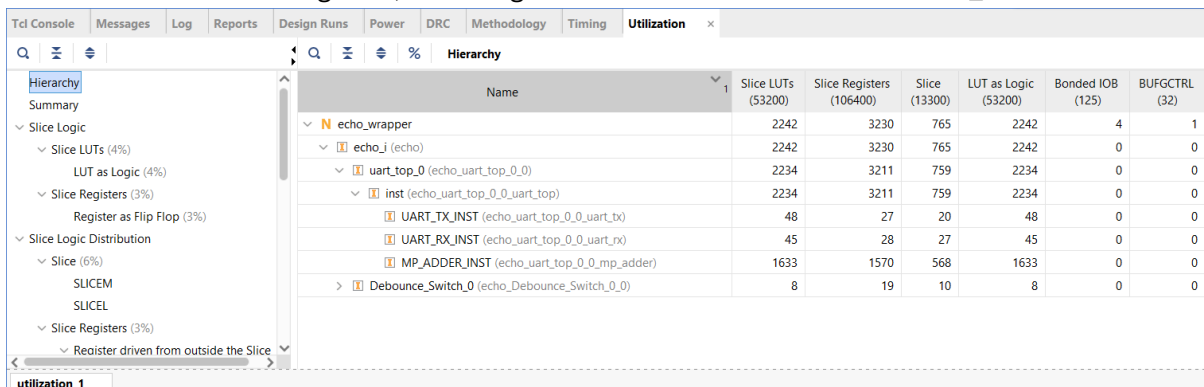 Tcl Console Messages Log Reports Design Runs Power DRC Methodology Timing Utilization ×
Hierarchy
Hierarchy
Summary
Slice Logic
Slice LUTs (4%)
LUT as Logic (4%)
Slice Registers (3%)
Register as Flip Flop (3%)
Slice Logic Distribution
Slice (6%)
SLICEM
SLICEL
Slice Registers (3%)
Register driven from outside the Slice
Name 1 Slice LUTs (53200) Slice Registers (106400) Slice (13300) LUT as Logic (53200) Bonded IOB (125) BUFGCTRL (32)
N echo_wrapper 2242 3230 765 2242 4 1
I echo_i (echo) 2242 3230 765 2242 0 0
I uart_top_0 (echo_uart_top_0_0) 2234 3211 759 2234 0 0
I inst (echo_uart_top_0_0_uart_top) 2234 3211 759 2234 0 0
I UART_TX_INST (echo_uart_top_0_0_uart_tx) 48 27 20 48 0 0
I UART_RX_INST (echo_uart_top_0_0_uart_rx) 45 28 27 45 0 0
I MP_ADDER_INST (echo_uart_top_0_0_mp_adder) 1633 1570 568 1633 0 0
I Debounce_Switch_0 (echo_Debounce_Switch_0_0) 8 19 10 8 0 0
utilization_1